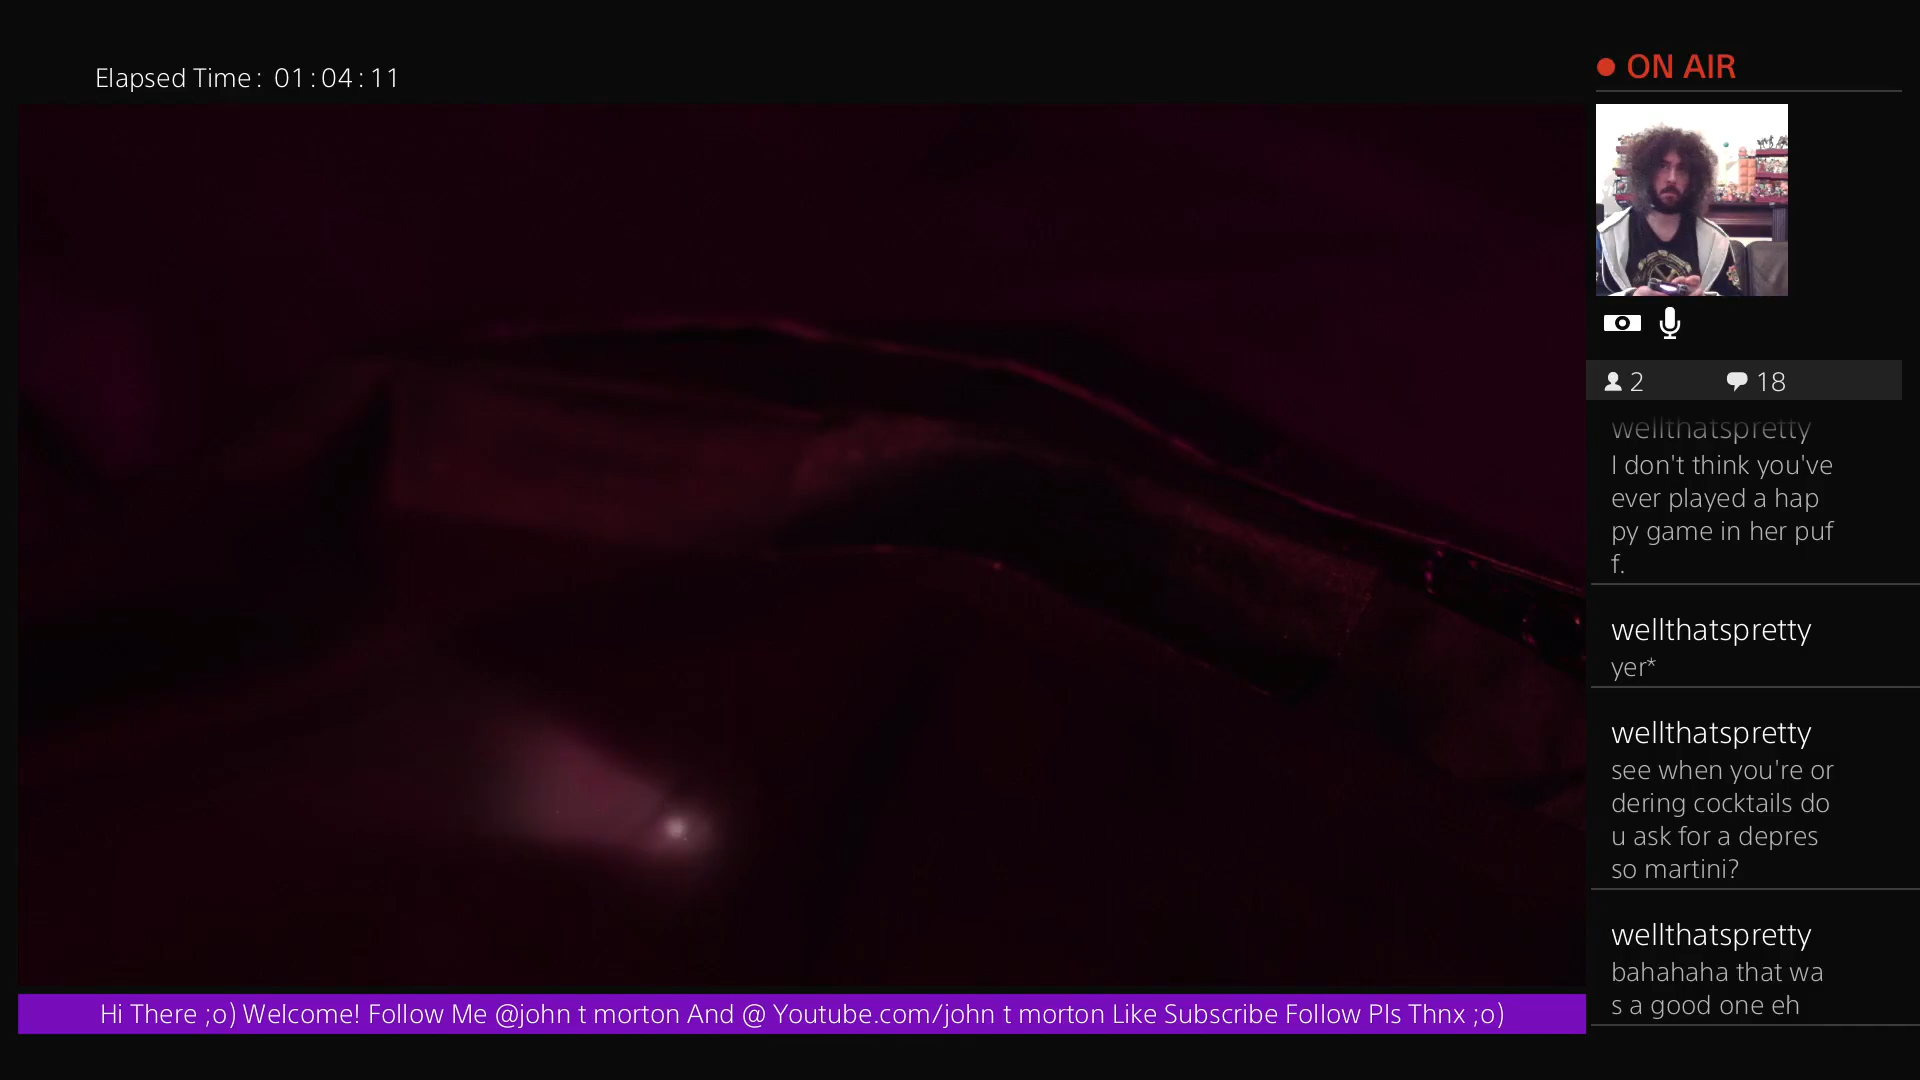 Elapsed Time: 01:04:11
ON AIR
2
18
wellthatspretty
I don't think you've
ever played a hap
py game in her puf
f.
wellthatspretty
yer*
wellthatspretty
see when you're or
dering cocktails do
u ask for a depres
so martini?
wellthatspretty
bahahaha that wa
s a good one eh
Hi There ;o) Welcome! Follow Me @john t morton And @ Youtube.com/john t morton Like Subscribe Follow Pls Thnx ;o)